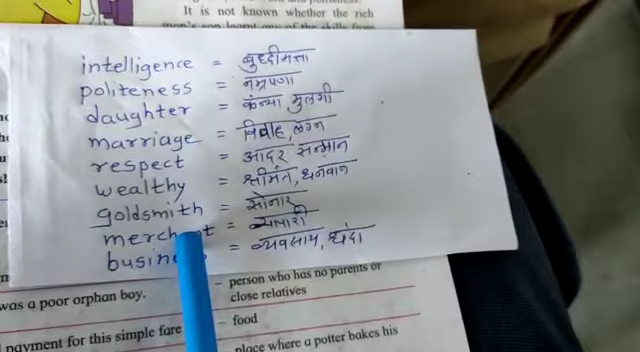 It is not known whether the rich
intelligence = बुध्दीमत्ता
politeness = नम्रपणा
daughter = कन्या मुलगी
marriage = विवाह, लग्न
respect = आदर सन्मान
wealthy = श्रीमंत, धनवान
goldsmith = सोनार
= व्यापारी
= व्यवसाय, धंदा
was a poor orphan boy.
– person who has no parents or
close relatives
payment for this simple fare
– food
place where a potter bakes his